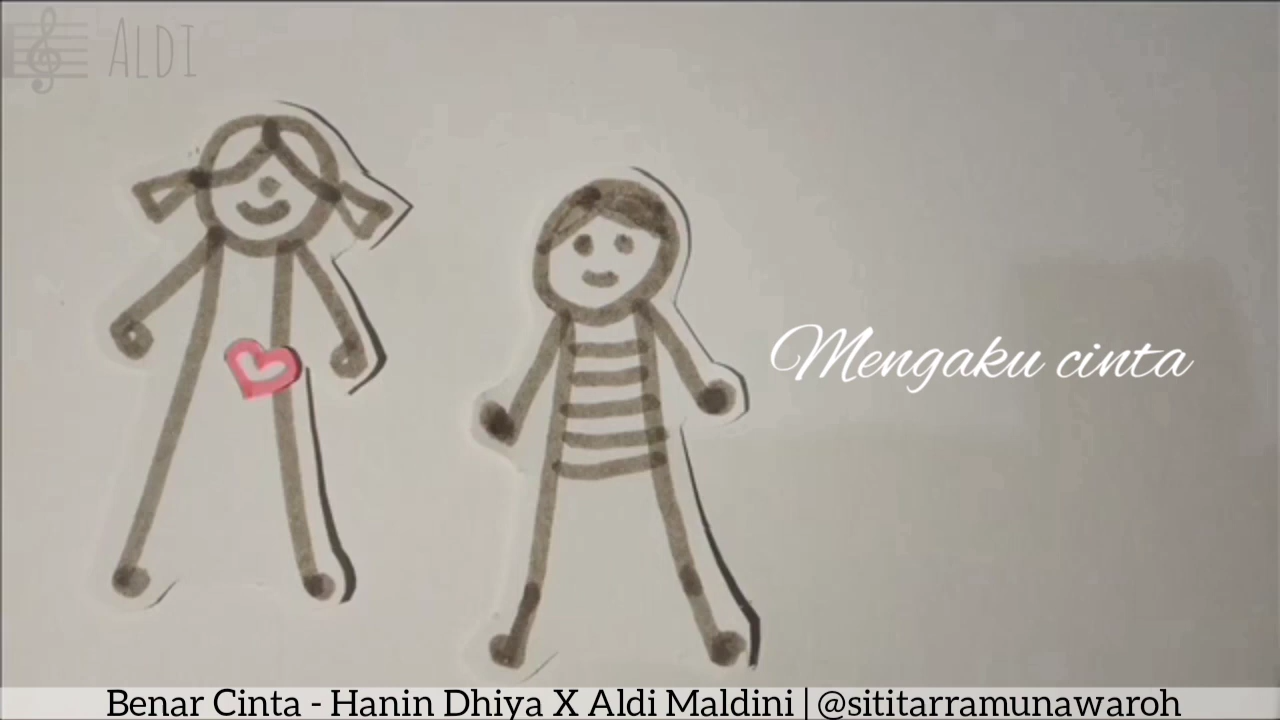 ALDI
Mengaku cinta
Benar Cinta - Hanin Dhiya X Aldi Maldini | @sititarramunawaroh